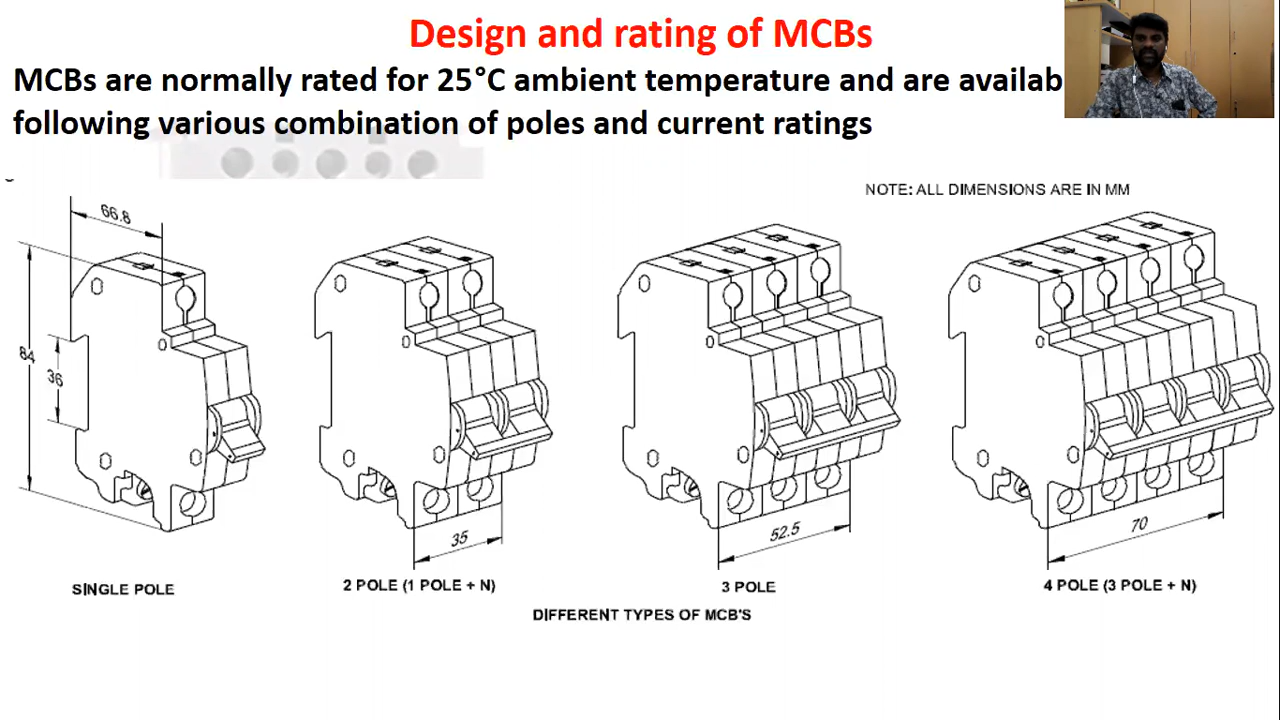 Design and rating of MCBs
MCBs are normally rated for 25°C ambient temperature and are availab
following various combination of poles and current ratings
NOTE: ALL DIMENSIONS ARE IN MM
66.8
84
36
35
52.5
70
SINGLE POLE
2 POLE (1 POLE + N)
3 POLE
4 POLE (3 POLE + N)
DIFFERENT TYPES OF MCB'S